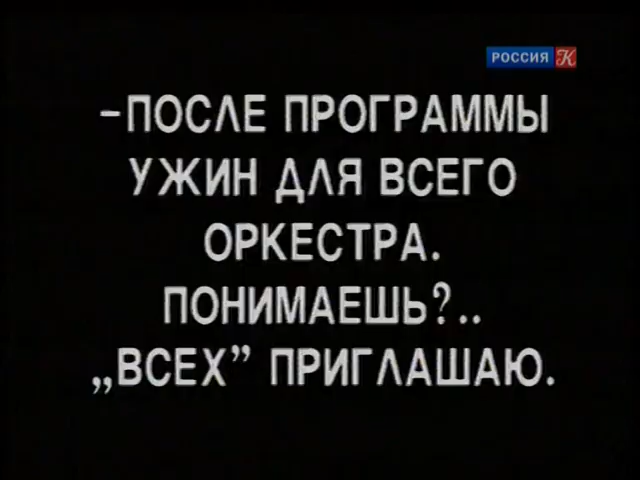 РОССИЯ К
-ПОСЛЕ ПРОГРАММЫ
УЖИН ДЛЯ ВСЕГО
ОРКЕСТРА.
ПОНИМАЕШЬ?..
„ВСЕХ” ПРИГЛАШАЮ.